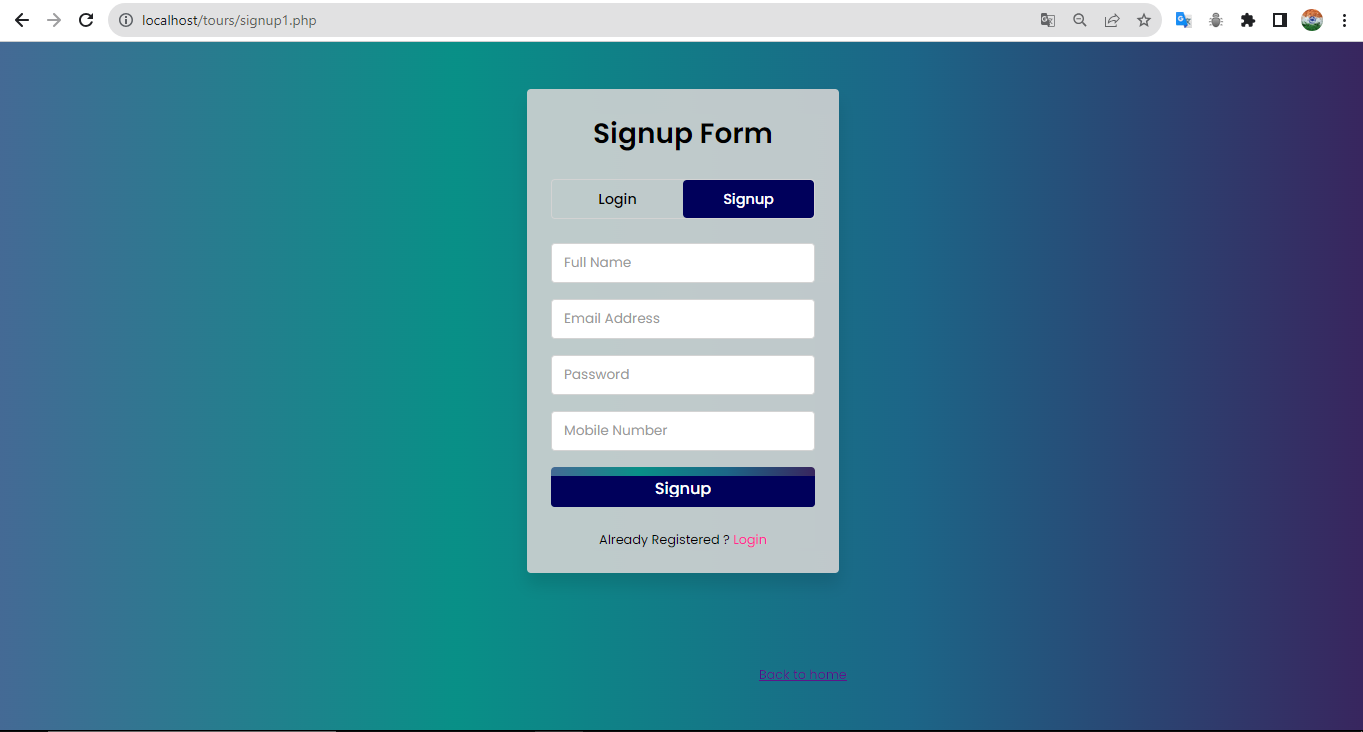 localhost/tours/signup1.php
Signup Form
Login Signup
Full Name
Email Address
Password
Mobile Number
Signup
Already Registered ? Login
Back to home